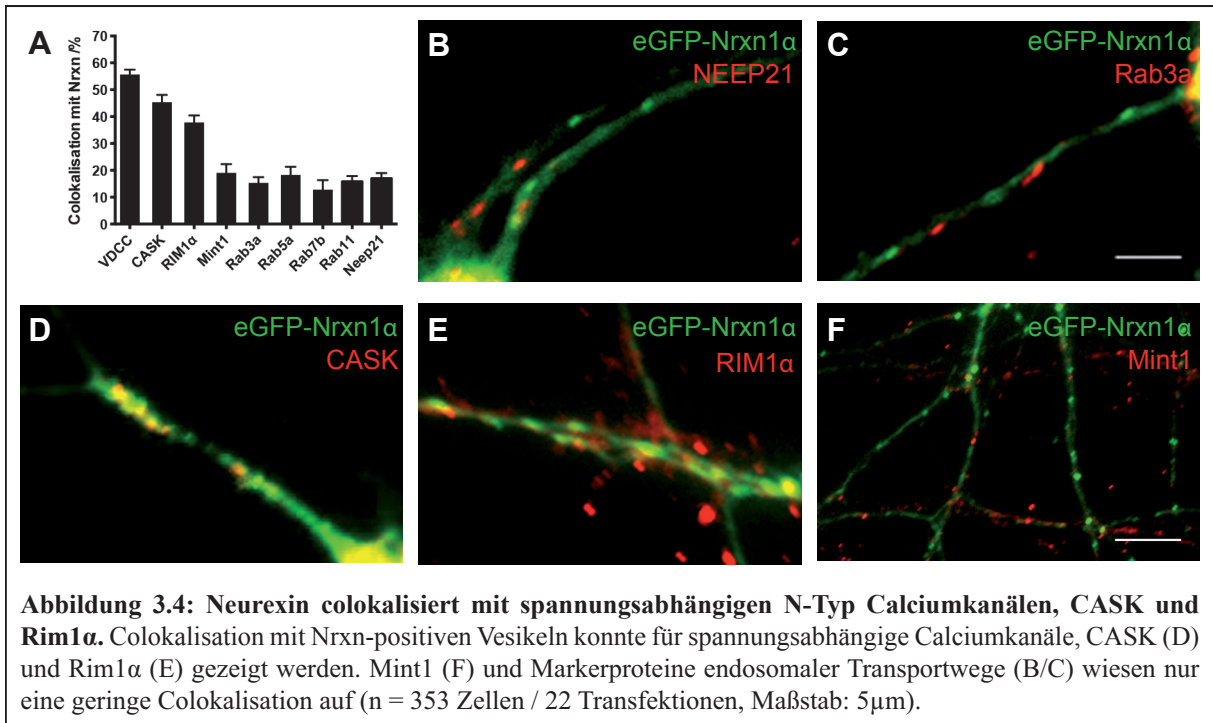 A
Colokalisation mit Nrxn /%
70
60
50
40
30
20
10
0
VDCC
CASK
RIM1α
Mint1
Rab3a
Rab5a
Rab7b
Rab11
Neep21
B
eGFP-Nrxn1α
NEEP21
C
eGFP-Nrxn1α
Rab3a
D
eGFP-Nrxn1α
CASK
E
eGFP-Nrxn1α
RIM1α
F
eGFP-Nrxn1α
Mint1
Abbildung 3.4: Neurexin colokalisiert mit spannungsabhängigen N-Typ Calciumkanälen, CASK und
Rim1α. Colokalisation mit Nrxn-positiven Vesikeln konnte für spannungsabhängige Calciumkanäle, CASK (D)
und Rim1α (E) gezeigt werden. Mint1 (F) und Markerproteine endosomaler Transportwege (B/C) wiesen nur
eine geringe Colokalisation auf (n = 353 Zellen / 22 Transfektionen, Maßstab: 5µm).